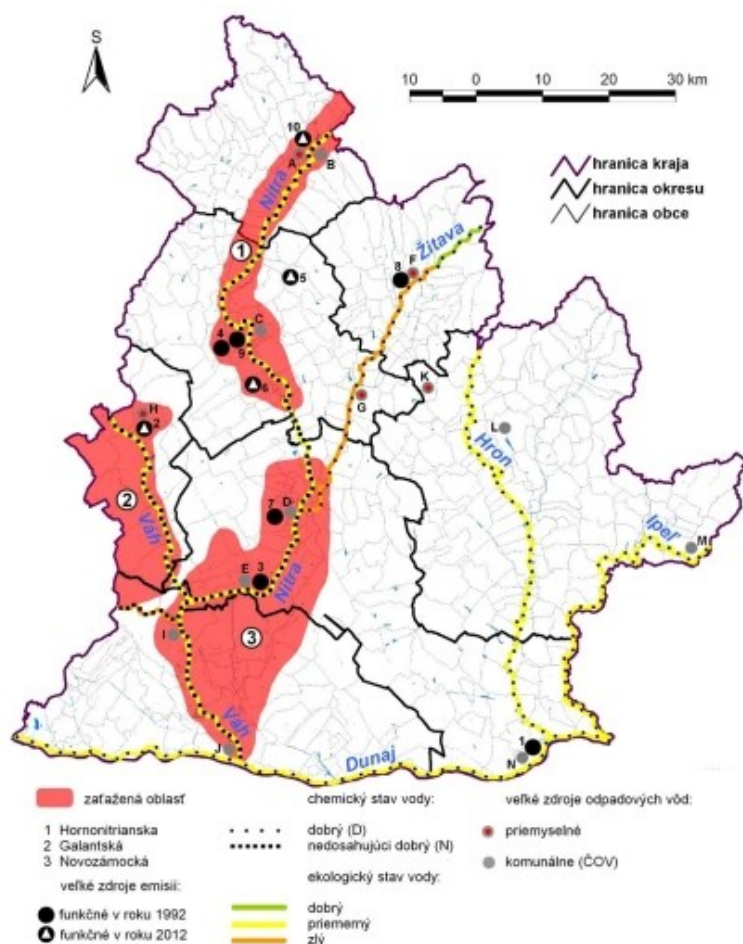 S
10 0 10 20 30 km
hranica kraja
hranica okresu
hranica obce
10
A
B
Nitra
1
5
Žitava
F
8
C
4
9
6
K
G
H
2
2
Váh
L
Hron
Ipeľ
M
D
7
E
3
Nitra
I
3
Váh
J
Dunaj
1
N
zaťažená oblasť
1 Hornonitrianska
2 Galantská
3 Novozámocká
veľké zdroje emisií:
funkčné v roku 1992
funkčné v roku 2012
chemický stav vody:
dobrý (D)
nedosahujúci dobrý (N)
ekologický stav vody:
dobrý
priemerný
zlý
veľké zdroje odpadových vôd:
priemyselné
komunálne (ČOV)